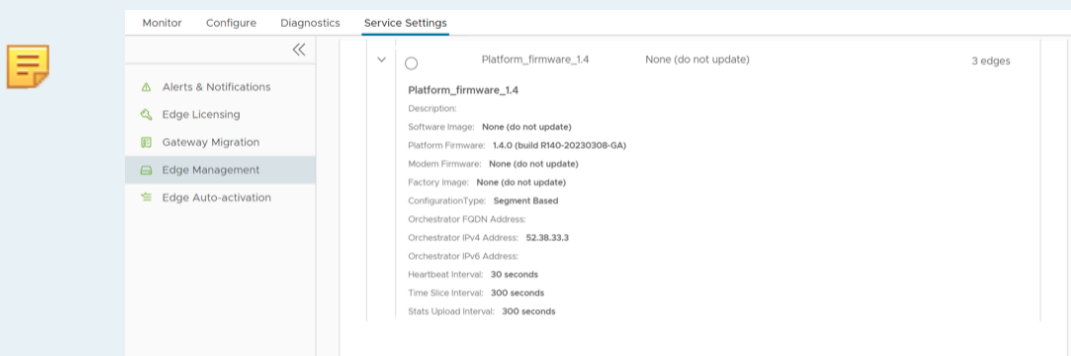 Monitor Configure Diagnostics Service Settings
Platform_firmware_1.4 None (do not update) 3 edges
Alerts & Notifications
Edge Licensing
Gateway Migration
Edge Management
Edge Auto-activation
Platform_firmware_1.4
Description:
Software Image: None (do not update)
Platform Firmware: 1.4.0 (build R140-20230308-GA)
Modem Firmware: None (do not update)
Factory Image: None (do not update)
ConfigurationType: Segment Based
Orchestrator FQDN Address:
Orchestrator IPv4 Address: 52.38.33.3
Orchestrator IPv6 Address:
Heartbeat Interval: 30 seconds
Time Slice Interval: 300 seconds
Stats Upload Interval: 300 seconds